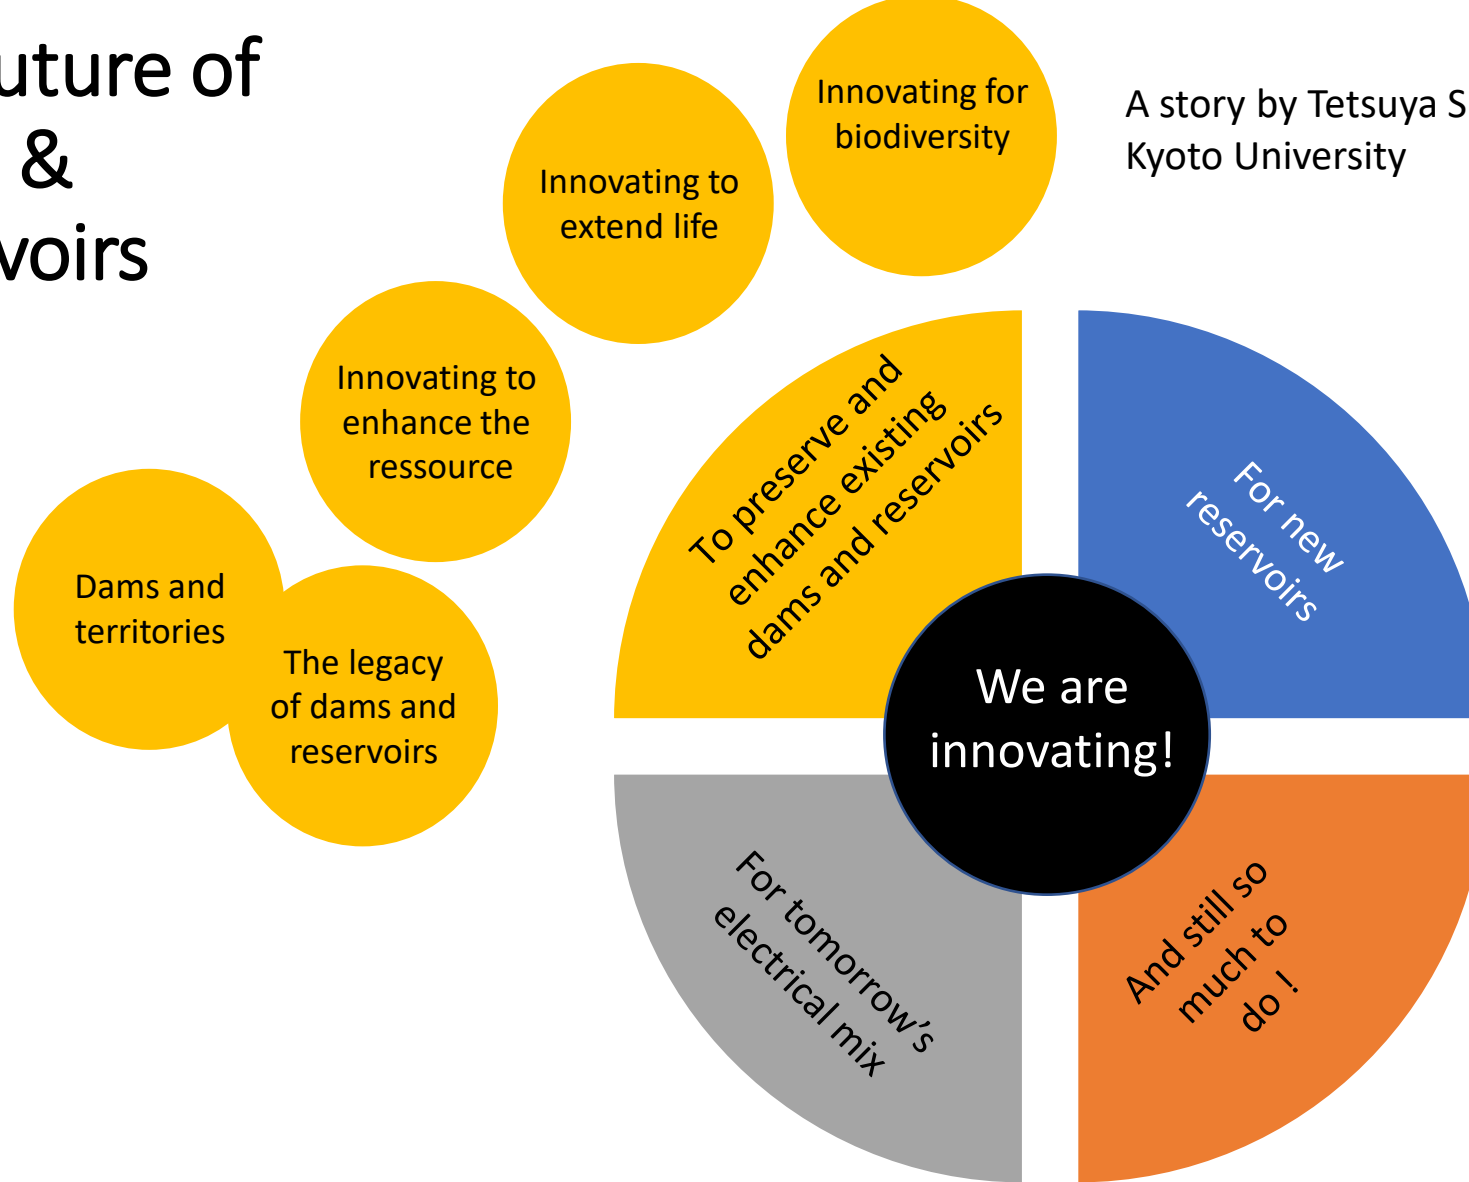 uture of
&
voirs
A story by Tetsuya S
Kyoto University
Innovating for
biodiversity
Innovating to
extend life
Innovating to
enhance the
ressource
Dams and
territories
The legacy
of dams and
reservoirs
To preserve and
enhance existing
dams and reservoirs
For new
reservoirs
We are
innovating!
For tomorrow’s
electrical mix
And still so
much to
do !